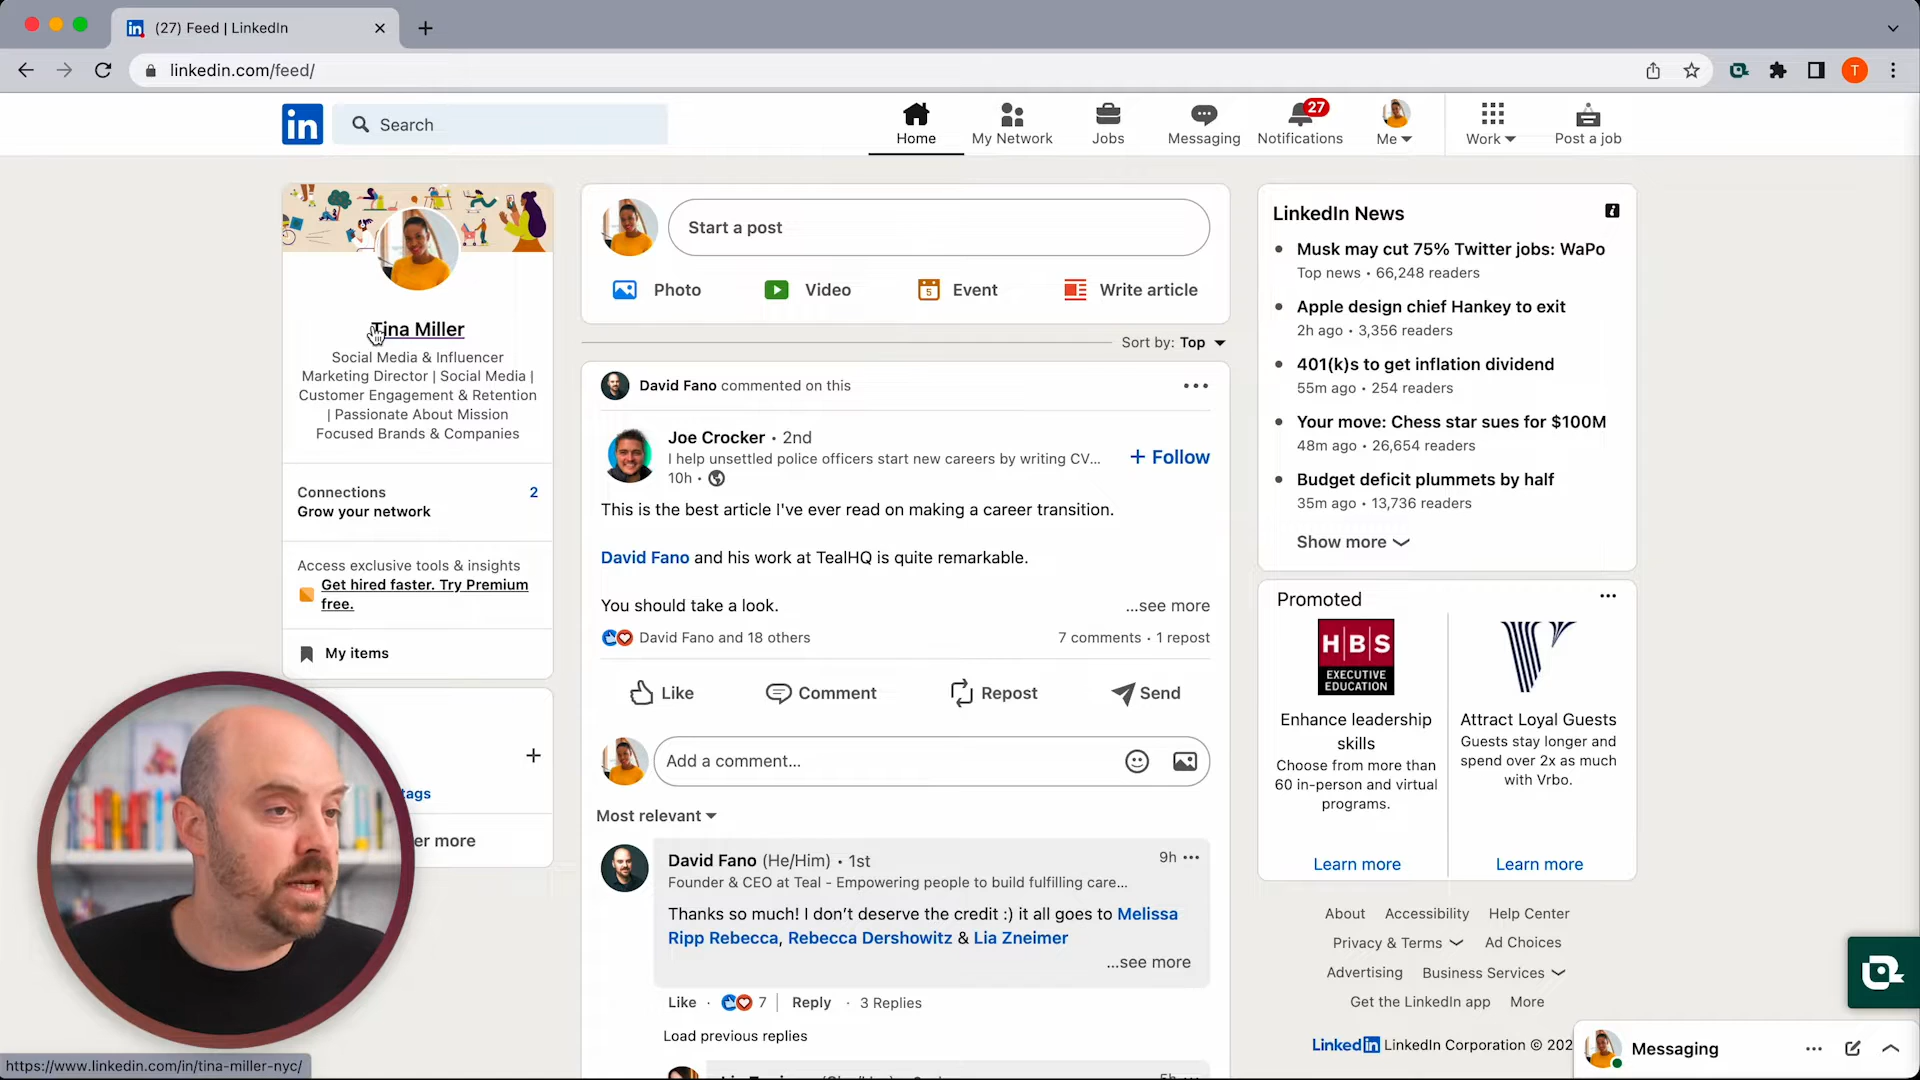 (27) Feed | LinkedIn
linkedin.com/feed/
T
in
Search
Home
My Network
Jobs
Messaging
27
Notifications
Me
Work
Post a job
Tina Miller
Social Media & Influencer
Marketing Director | Social Media |
Customer Engagement & Retention
| Passionate About Mission
Focused Brands & Companies
Connections 2
Grow your network
Access exclusive tools & insights
Get hired faster. Try Premium
free.
My items
+
tags
er more
Start a post
Photo
Video
5
Event
Write article
Sort by: Top
David Fano commented on this
Joe Crocker • 2nd
I help unsettled police officers start new careers by writing CV...
10h •
+ Follow
This is the best article I've ever read on making a career transition.
David Fano and his work at TealHQ is quite remarkable.
You should take a look.
...see more
David Fano and 18 others
7 comments • 1 repost
Like
Comment
Repost
Send
Add a comment...
Most relevant
David Fano (He/Him) • 1st
9h
Founder & CEO at Teal - Empowering people to build fulfilling care...
Thanks so much! I don't deserve the credit :) it all goes to Melissa
Ripp Rebecca, Rebecca Dershowitz & Lia Zneimer
...see more
Like · 7 | Reply · 3 Replies
Load previous replies
LinkedIn News
Musk may cut 75% Twitter jobs: WaPo
Top news • 66,248 readers
Apple design chief Hankey to exit
2h ago • 3,356 readers
401(k)s to get inflation dividend
55m ago • 254 readers
Your move: Chess star sues for $100M
48m ago • 26,654 readers
Budget deficit plummets by half
35m ago • 13,736 readers
Show more
Promoted
H|B|S
EXECUTIVE
EDUCATION
Enhance leadership
skills
Choose from more than
60 in-person and virtual
programs.
Learn more
Attract Loyal Guests
Guests stay longer and
spend over 2x as much
with Vrbo.
Learn more
About Accessibility Help Center
Privacy & Terms Ad Choices
Advertising Business Services
Get the LinkedIn app More
LinkedIn LinkedIn Corporation © 202
Messaging
https://www.linkedin.com/in/tina-miller-nyc/